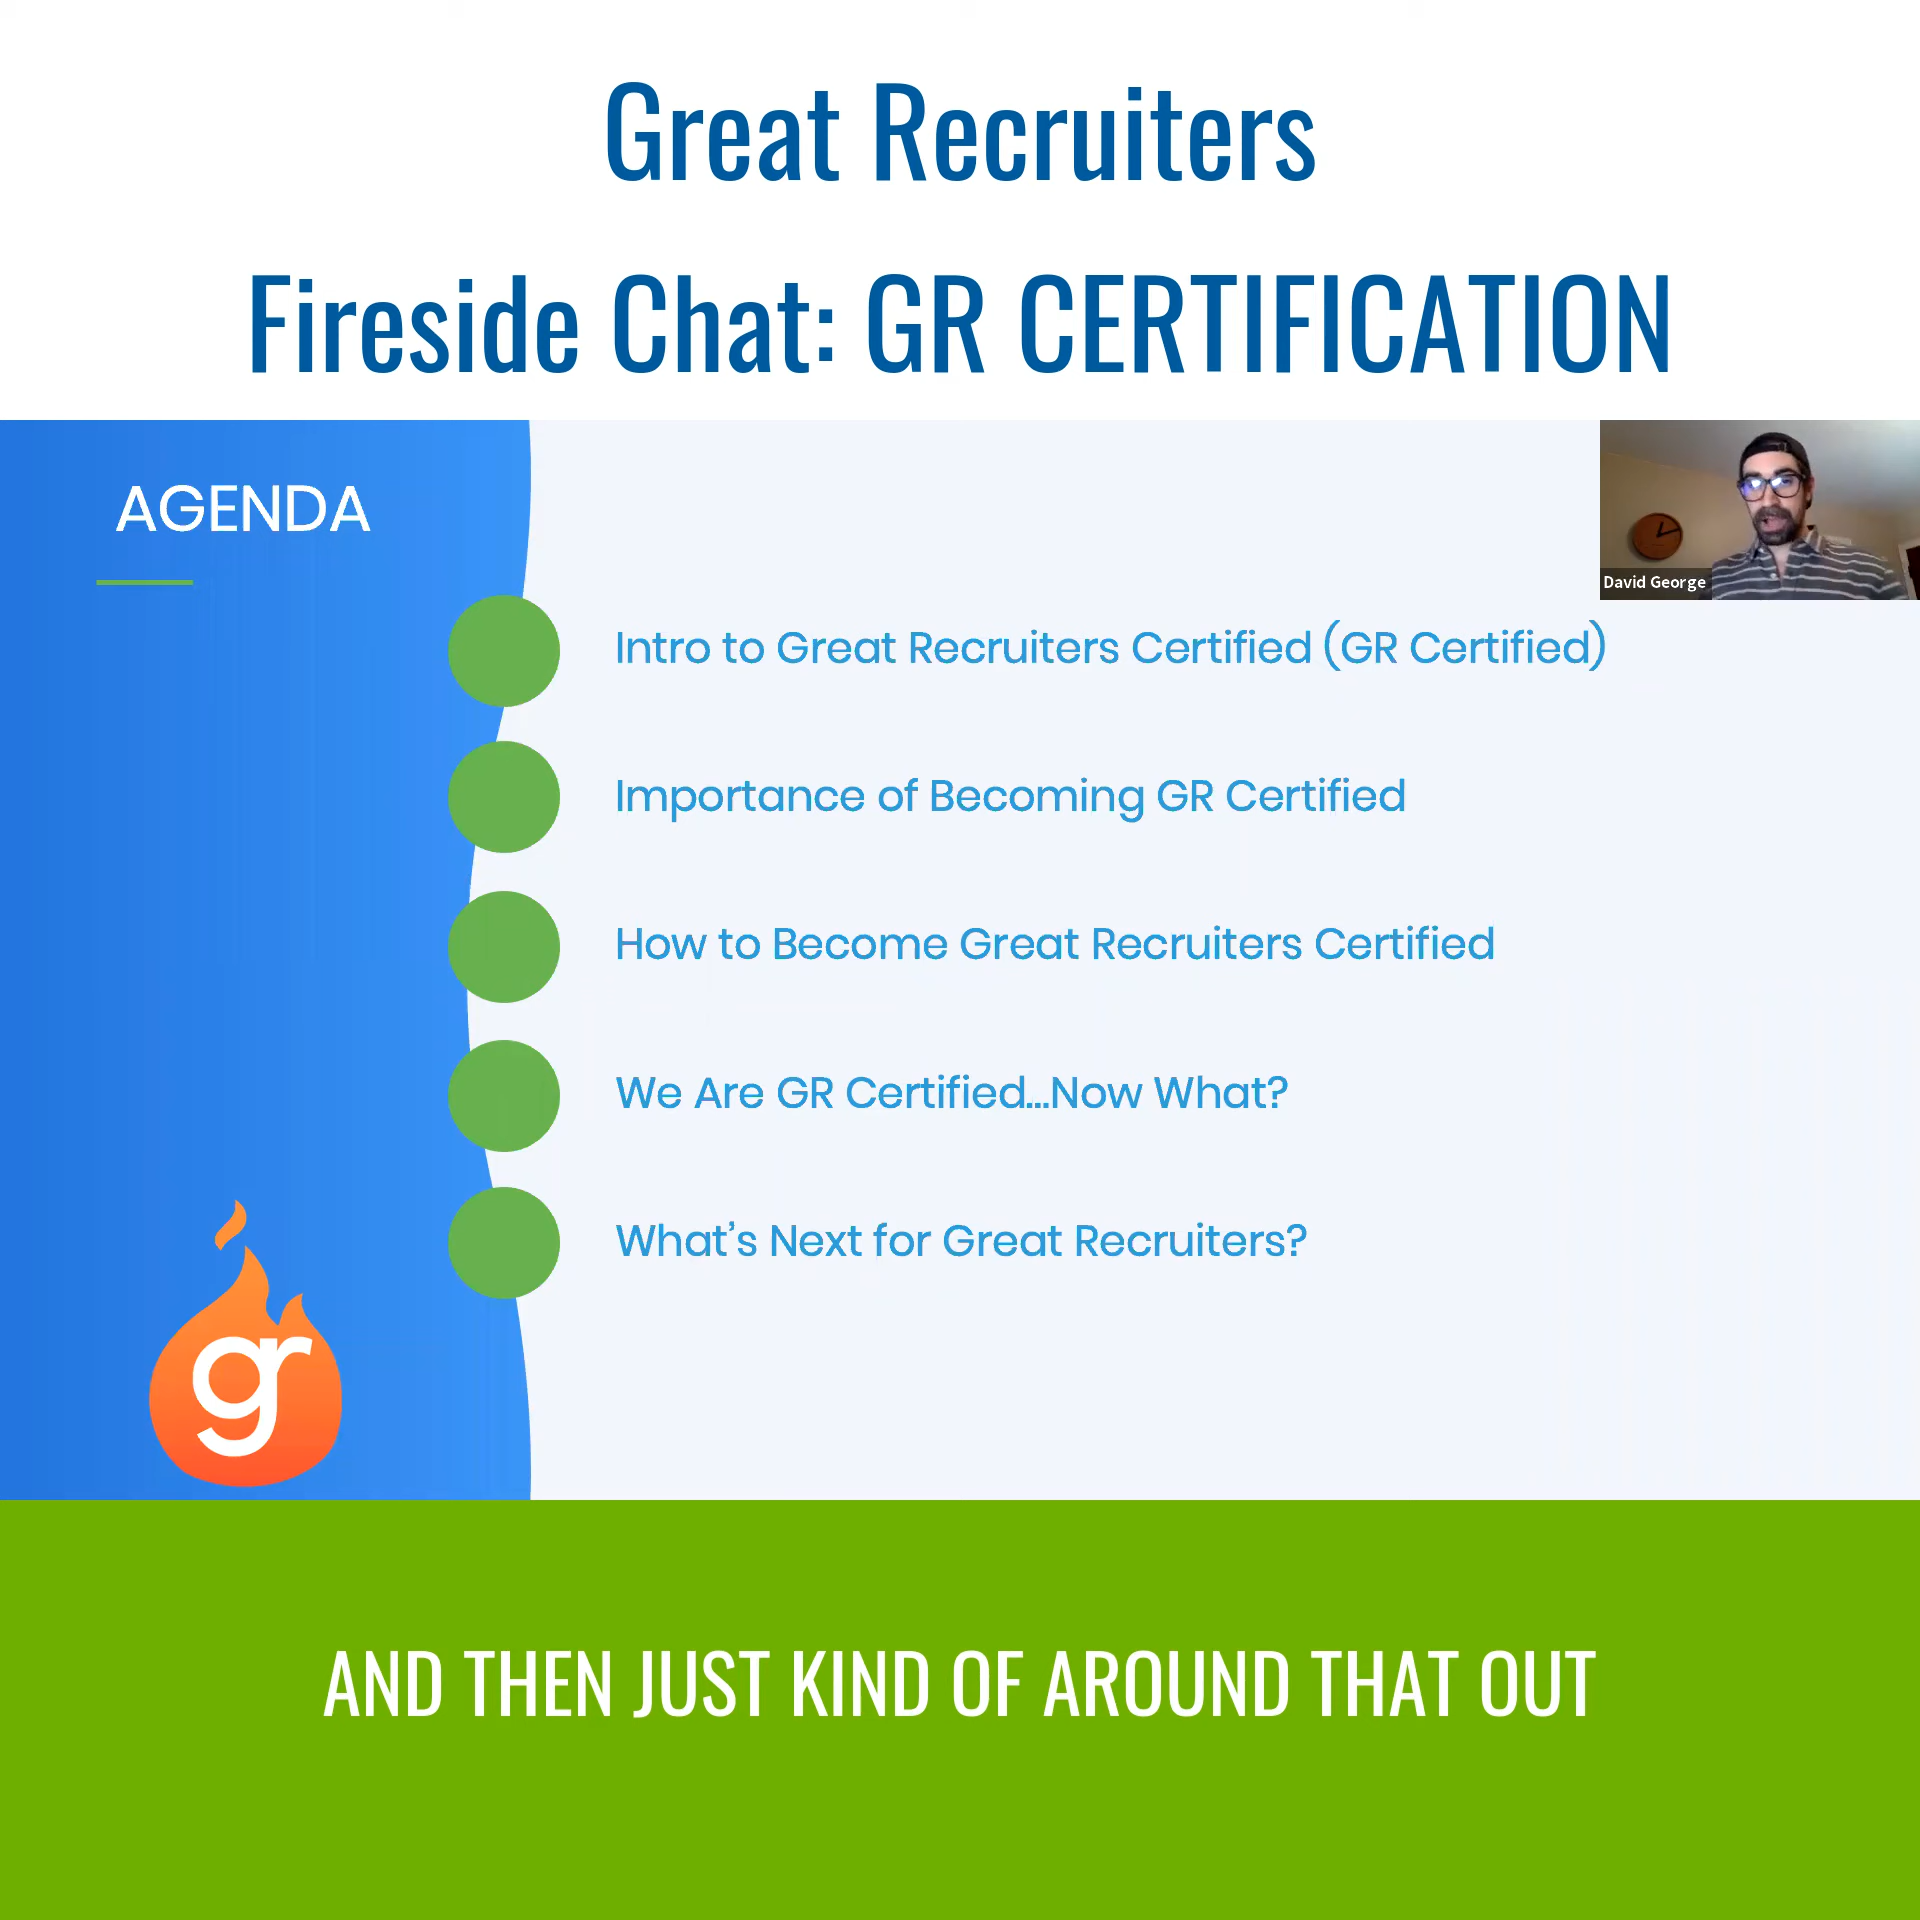 Great Recruiters
Fireside Chat: GR CERTIFICATION
AGENDA
David George
Intro to Great Recruiters Certified (GR Certified)
Importance of Becoming GR Certified
How to Become Great Recruiters Certified
We Are GR Certified...Now What?
What's Next for Great Recruiters?
gr
AND THEN JUST KIND OF AROUND THAT OUT